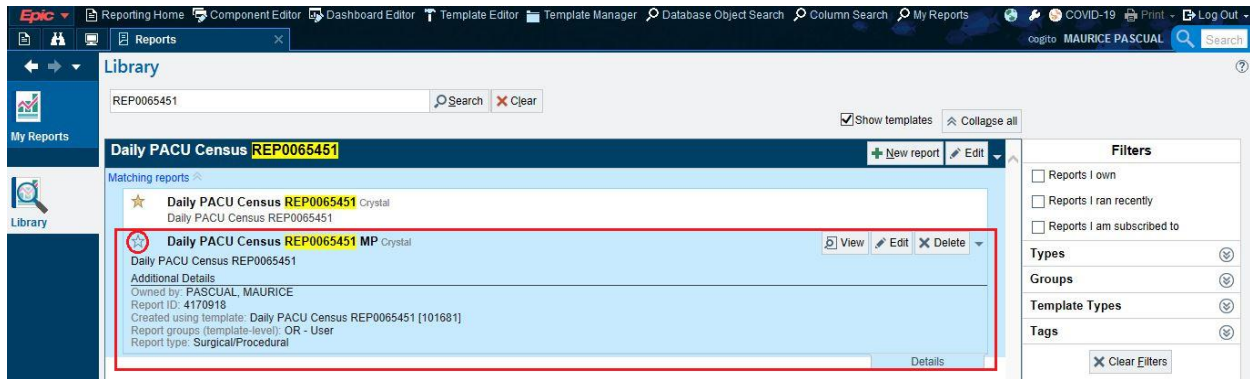 Epic Reporting Home Component Editor Dashboard Editor Template Editor Template Manager Database Object Search Column Search My Reports COVID-19 Print Log Out
Reports cogito MAURICE PASCUAL Search
Library
REP0065451 Search Clear
Show templates Collapse all
My Reports
Daily PACU Census REP0065451 New report Edit
Filters
Matching reports
Reports I own
Daily PACU Census REP0065451 Crystal
Daily PACU Census REP0065451
Reports I ran recently
Library
Reports I am subscribed to
Daily PACU Census REP0065451 MP Crystal View Edit Delete
Daily PACU Census REP0065451
Types
Additional Details
Owned by: PASCUAL, MAURICE
Groups
Report ID: 4170918
Created using template: Daily PACU Census REP0065451 [101681]
Template Types
Report groups (template-level): OR - User
Report type: Surgical/Procedural
Tags
Details
Clear Filters